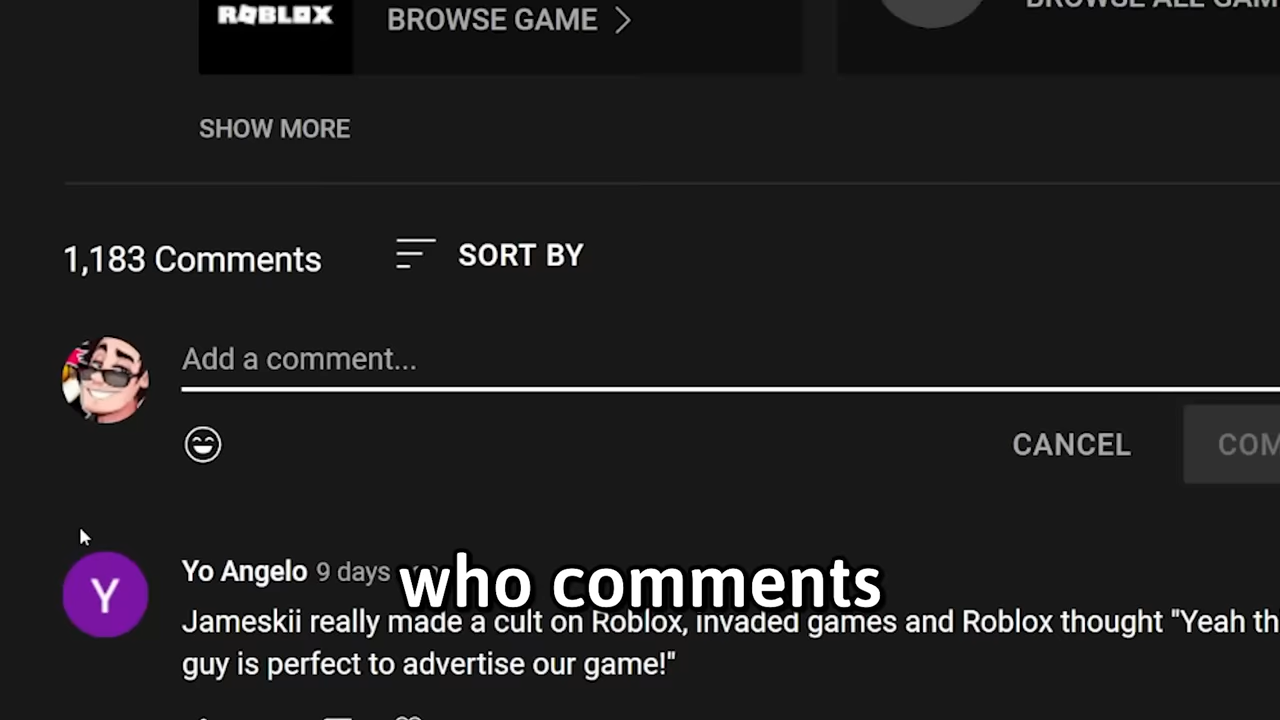 ROBLOX
BROWSE GAME
SHOW MORE
1,183 Comments
SORT BY
Add a comment...
CANCEL
Y
Yo Angelo 9 days
who comments
Jameskii really made a cult on Roblox, invaded games and Roblox thought "Yeah
guy is perfect to advertise our game!"